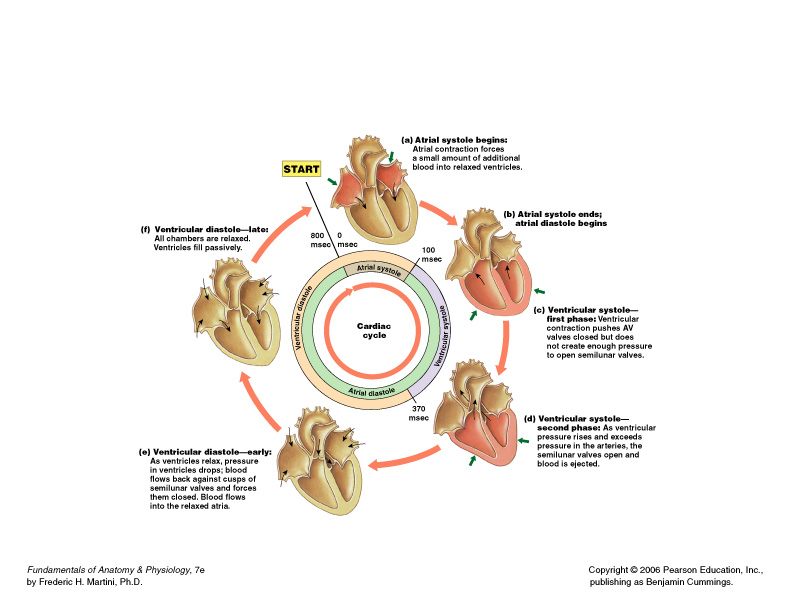 (a) Atrial systole begins:
Atrial contraction forces
a small amount of additional
blood into relaxed ventricles.
START
(b) Atrial systole ends;
atrial diastole begins
(f) Ventricular diastole—late:
All chambers are relaxed.
Ventricles fill passively.
800
msec
0
msec
100
msec
Atrial systole
Ventricular diastole
Ventricular systole
Cardiac
cycle
Atrial diastole
(c) Ventricular systole—
first phase: Ventricular
contraction pushes AV
valves closed but does
not create enough pressure
to open semilunar valves.
370
msec
(d) Ventricular systole—
second phase: As ventricular
pressure rises and exceeds
pressure in the arteries, the
semilunar valves open and
blood is ejected.
(e) Ventricular diastole—early:
As ventricles relax, pressure
in ventricles drops; blood
flows back against cusps of
semilunar valves and forces
them closed. Blood flows
into the relaxed atria.
Fundamentals of Anatomy & Physiology, 7e
by Frederic H. Martini, Ph.D.
Copyright © 2006 Pearson Education, Inc.,
publishing as Benjamin Cummings.